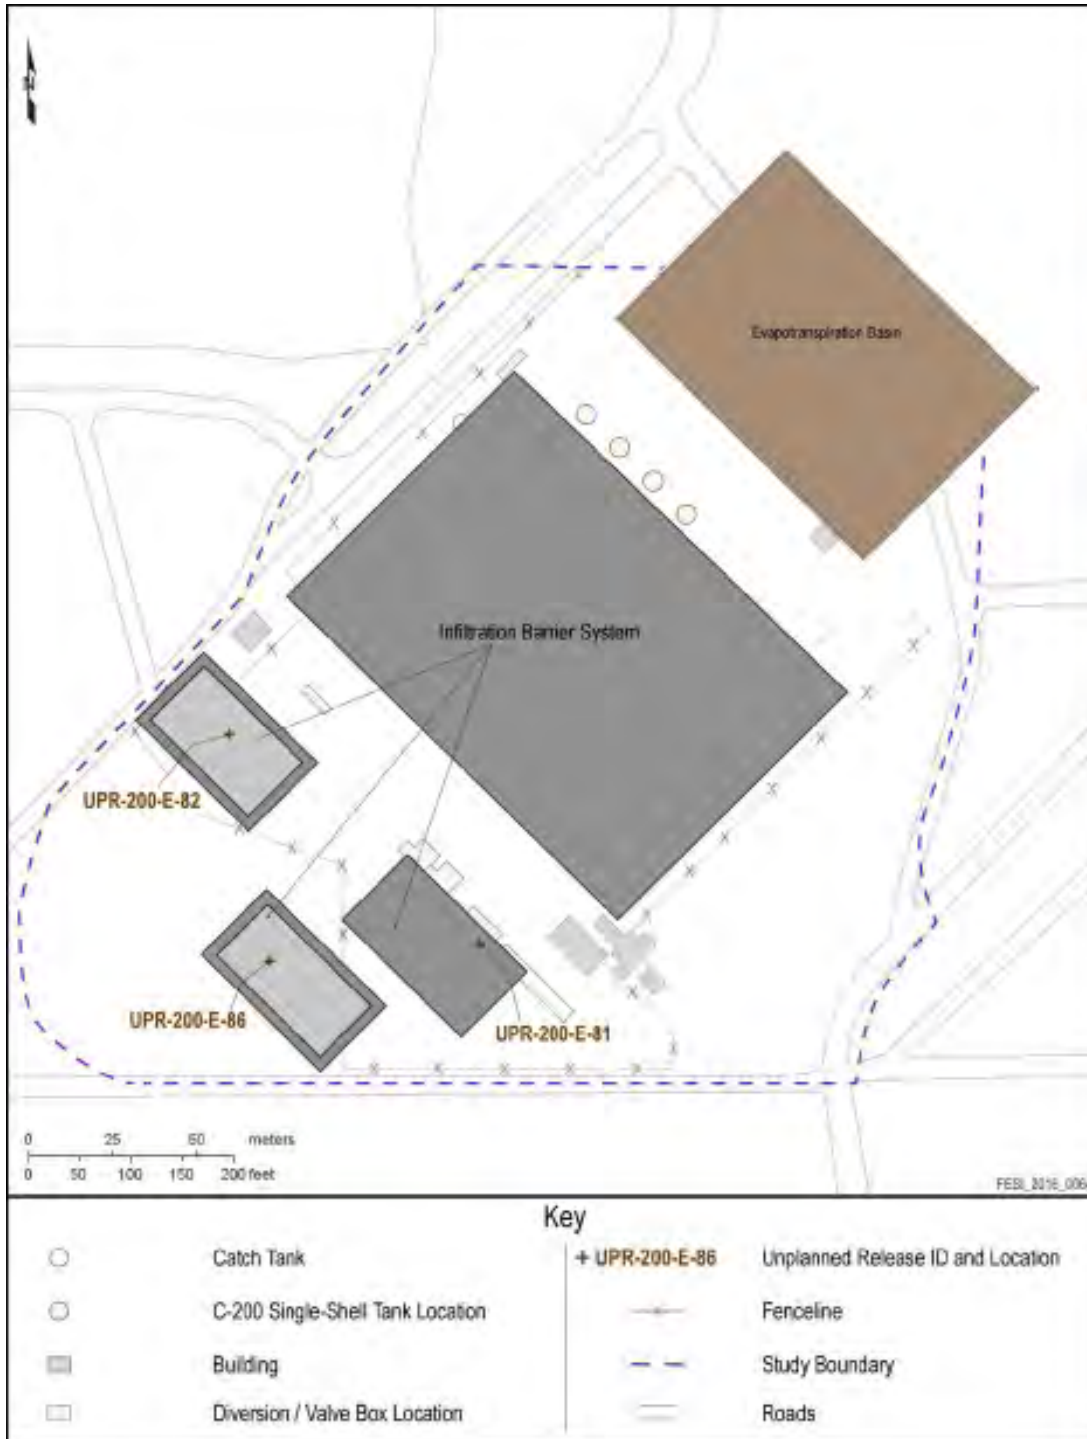 N
Evapotranspiration Basin
Infiltration Barrier System
UPR-200-E-82
UPR-200-E-86
UPR-200-E-81
0 25 50 meters
0 50 100 150 200 feet
Key
Catch Tank
+ UPR-200-E-86 Unplanned Release ID and Location
C-200 Single-Shell Tank Location
Fenceline
Building
Study Boundary
Diversion / Valve Box Location
Roads